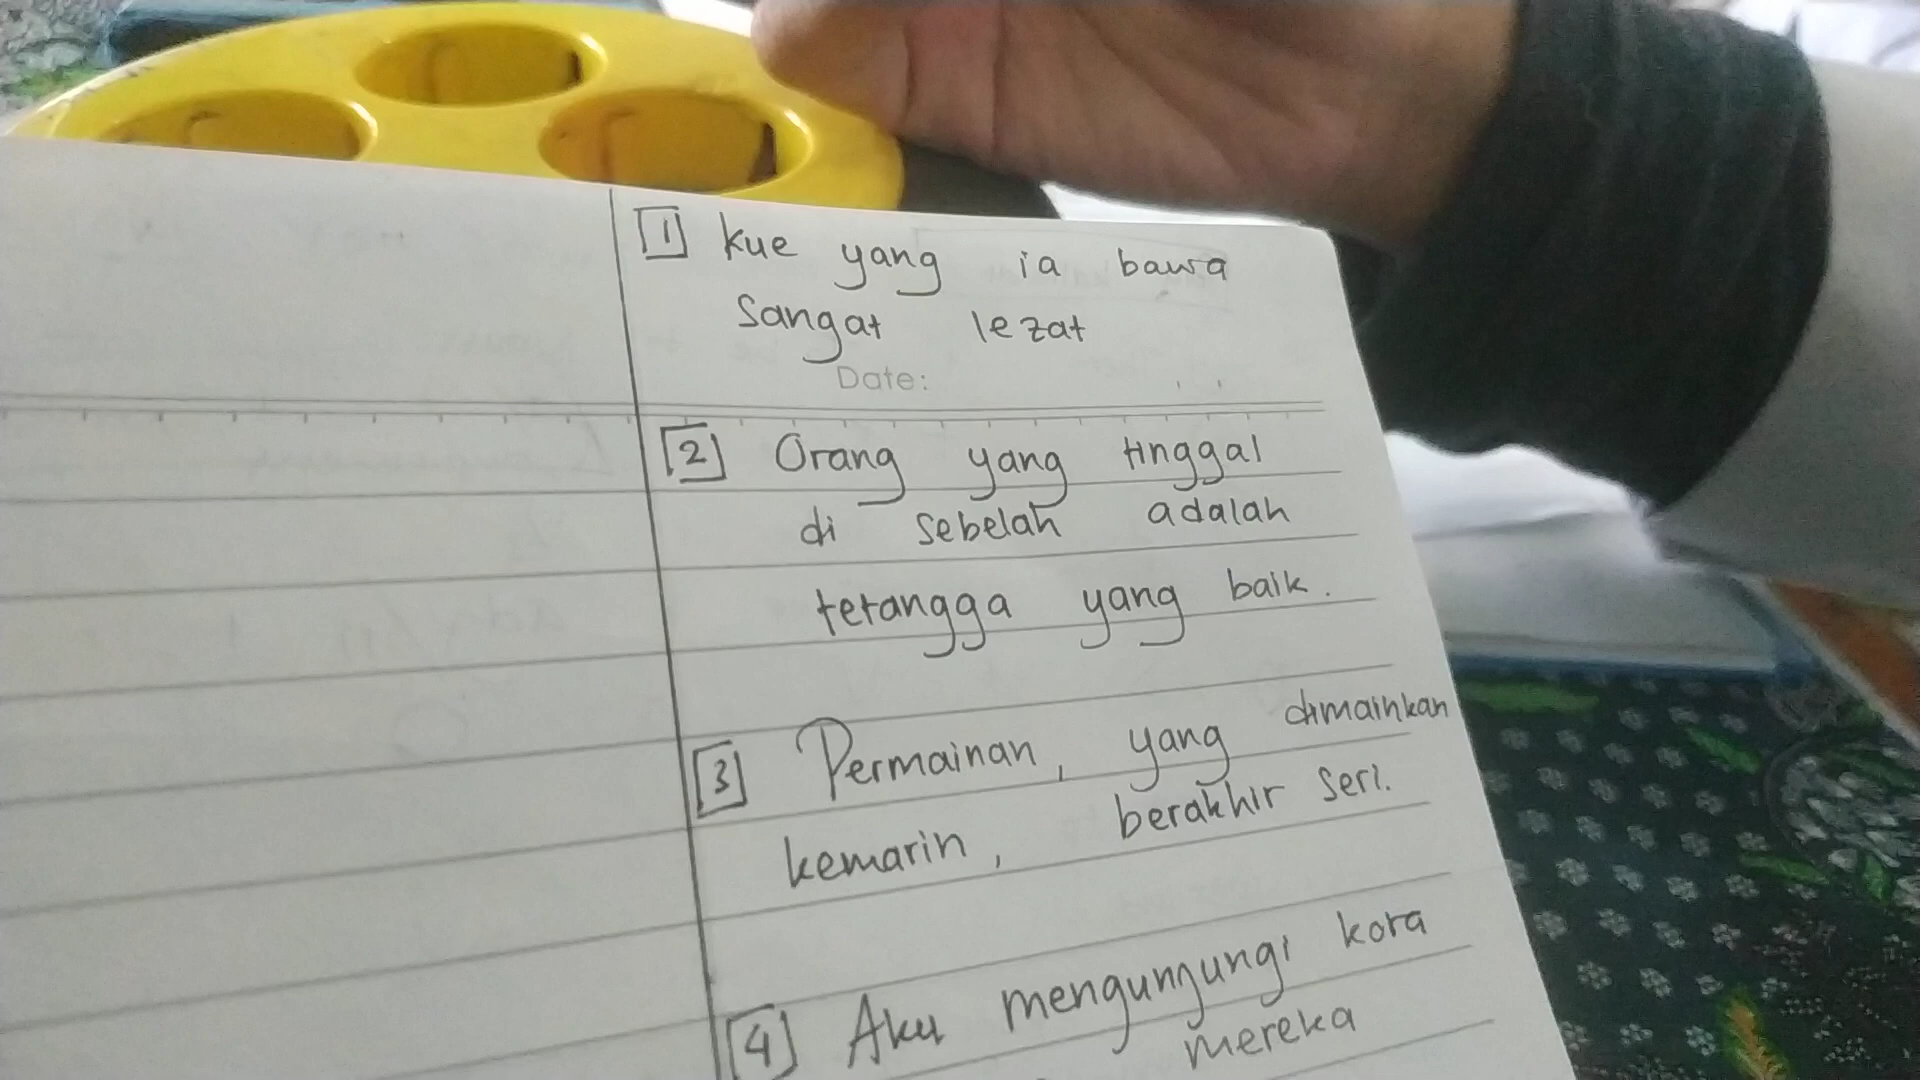 [1] kue yang ia bawa
sangat lezat
Date:
[2] Orang yang tinggal
di sebelah adalah
tetangga yang baik.
[3] Permainan, yang dimainkan
kemarin, berakhir seri.
[4] Aku mengunjungi kota
mereka